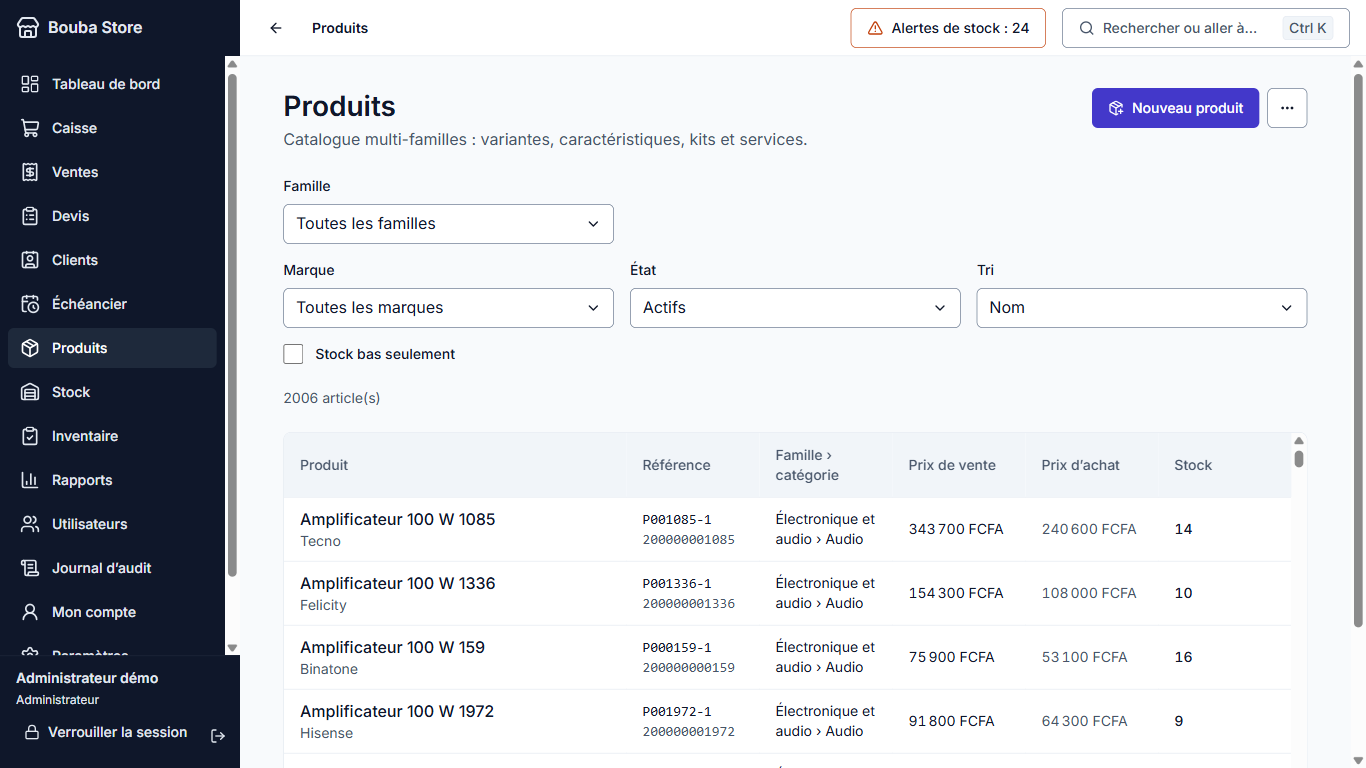 Bouba Store
Produits
Alertes de stock : 24
Rechercher ou aller à...
Ctrl K
Tableau de bord
Caisse
Ventes
Devis
Clients
Échéancier
Produits
Stock
Inventaire
Rapports
Utilisateurs
Journal d’audit
Mon compte
Paramètres
Administrateur démo
Administrateur
Verrouiller la session
Produits
Catalogue multi-familles : variantes, caractéristiques, kits et services.
Nouveau produit
Famille
Toutes les familles
Marque
État
Tri
Toutes les marques
Actifs
Nom
Stock bas seulement
2006 article(s)
Produit
Référence
Famille ›
catégorie
Prix de vente
Prix d’achat
Stock
Amplificateur 100 W 1085
Tecno
P001085-1
200000001085
Électronique et
audio › Audio
343 700 FCFA
240 600 FCFA
14
Amplificateur 100 W 1336
Felicity
P001336-1
200000001336
Électronique et
audio › Audio
154 300 FCFA
108 000 FCFA
10
Amplificateur 100 W 159
Binatone
P000159-1
200000000159
Électronique et
audio › Audio
75 900 FCFA
53 100 FCFA
16
Amplificateur 100 W 1972
Hisense
P001972-1
200000001972
Électronique et
audio › Audio
91 800 FCFA
64 300 FCFA
9